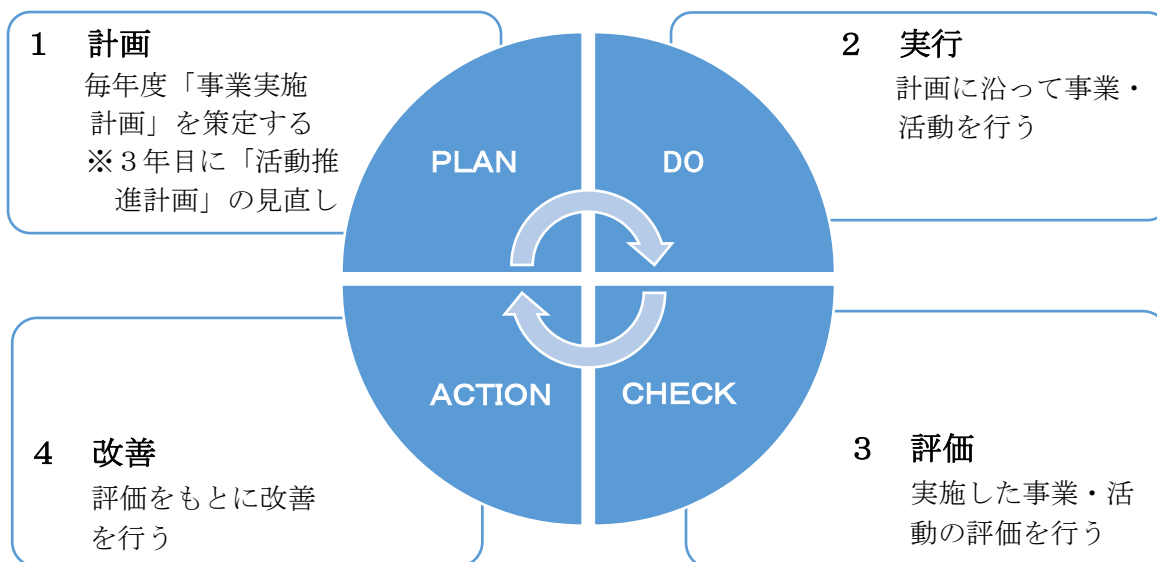 1　計画
毎年度「事業実施
計画」を策定する
※３年目に「活動推
進計画」の見直し
PLAN
DO
2　実行
計画に沿って事業・
活動を行う
4　改善
評価をもとに改善
を行う
ACTION
CHECK
3　評価
実施した事業・活
動の評価を行う